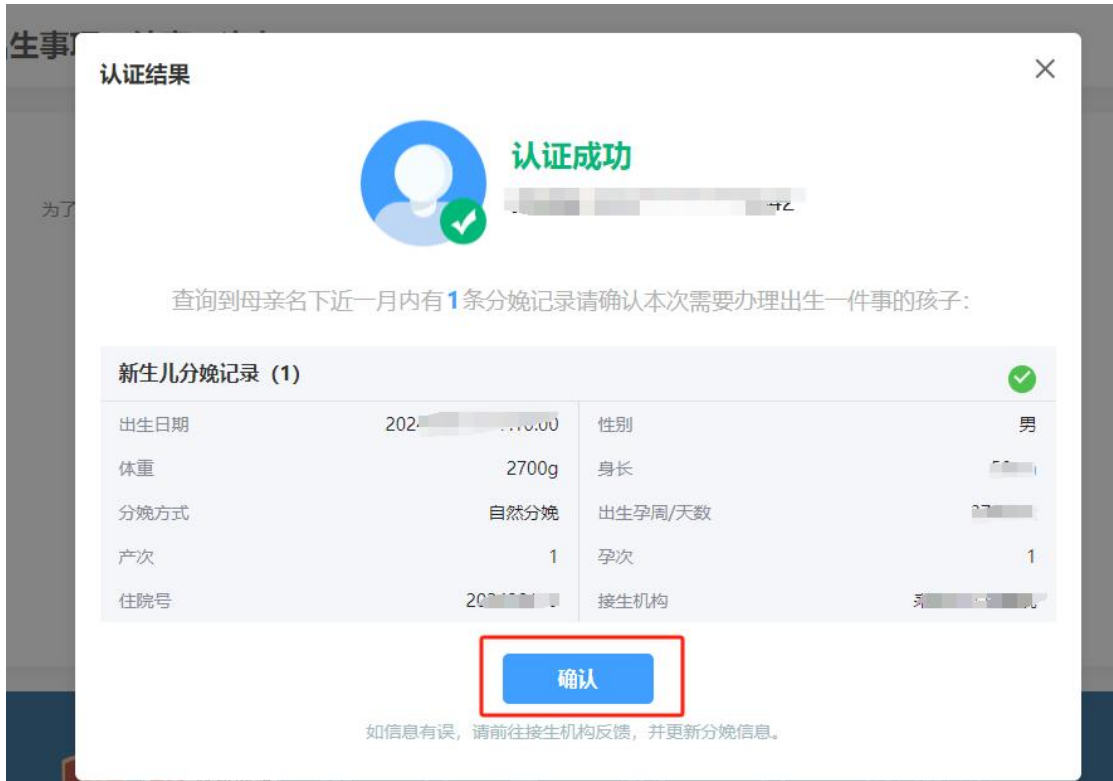 生事
认证结果
认证成功
42
为了
查询到母亲名下近一月内有1条分娩记录请确认本次需要办理出生一件事的孩子：
新生儿分娩记录（1）
出生日期 202 性别 男
体重 2700g 身长
分娩方式 自然分娩 出生孕周/天数
产次 1 孕次 1
住院号 接生机构
确认
如信息有误，请前往接生机构反馈，并更新分娩信息。